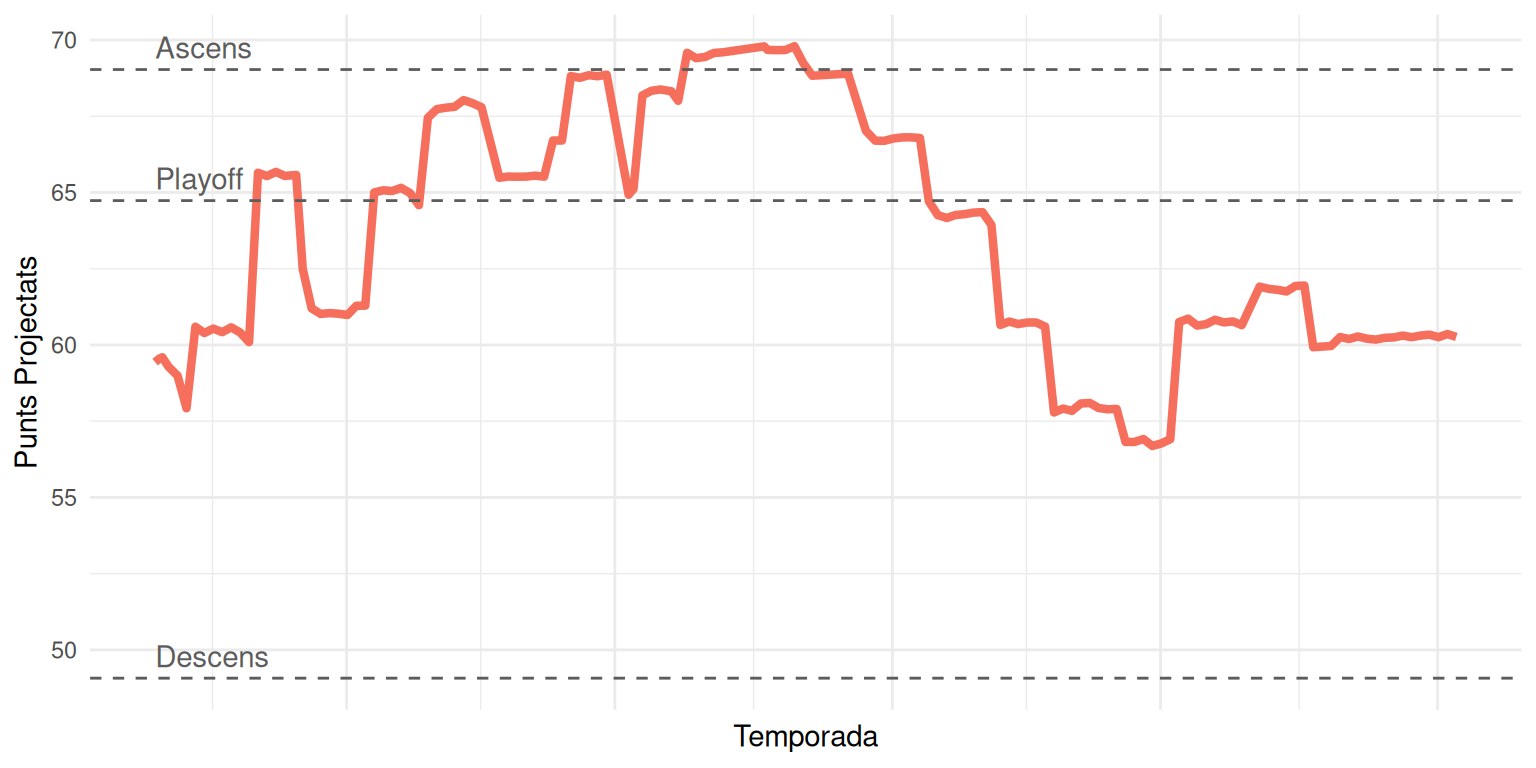 70
Ascens
Playoff
65
60
55
50
Descens
Punts Projectats
Temporada